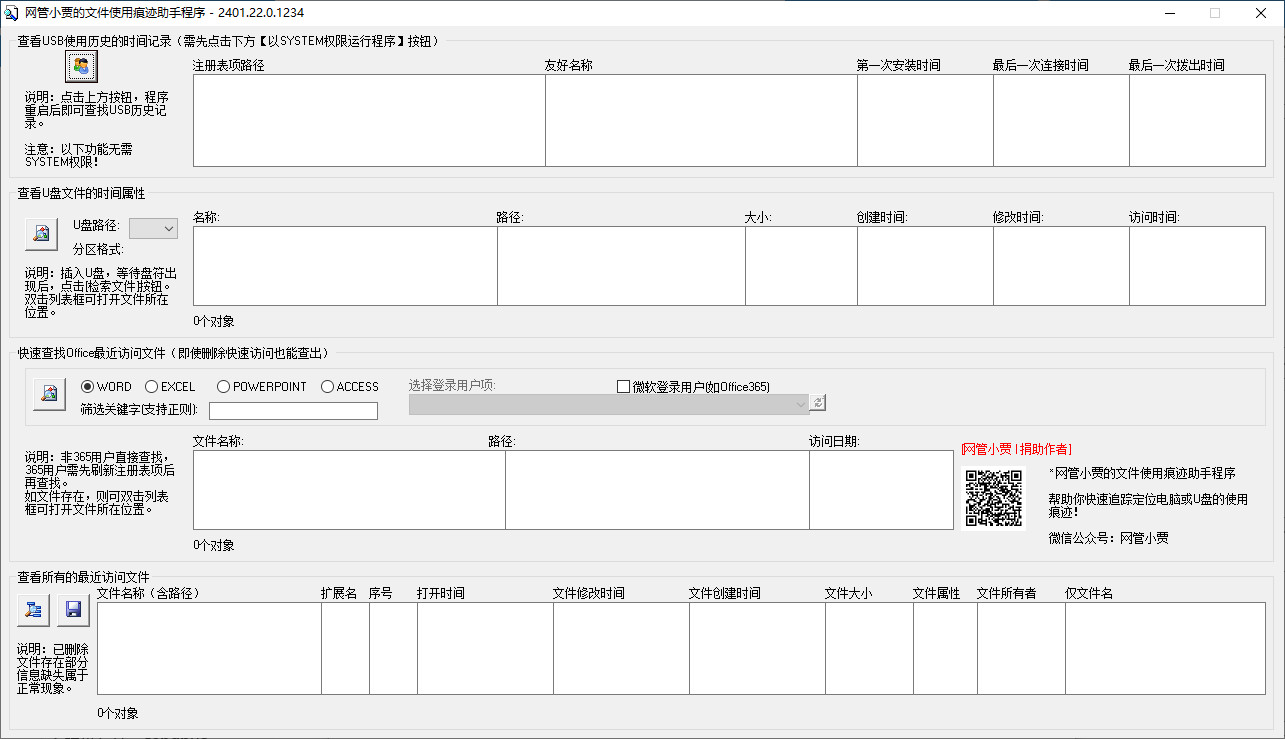 网管小贾的文件使用痕迹助手程序 - 2401.22.0.1234
查看USB使用历史的时间记录（需先点击下方【以SYSTEM权限运行程序】按钮）
注册表项路径
友好名称
第一次安装时间
最后一次连接时间
最后一次拨出时间
说明：点击上方按钮，程序
重启后即可查找USB历史记
录。
注意：以下功能无需
SYSTEM权限！
查看U盘文件的时间属性
U盘路径:
分区格式:
说明：插入U盘，等待盘符出
现后，点击[检索文件]按钮。
双击列表框可打开文件所在
位置。
名称:
路径:
大小:
创建时间:
修改时间:
访问时间:
0个对象
快速查找Office最近访问文件（即使删除快速访问也能查出）
WORD
EXCEL
POWERPOINT
ACCESS
筛选关键字(支持正则):
选择登录用户项:
微软登录用户(如Office365)
说明：非365用户直接查找，
365用户需先刷新注册表项后
再查找。
如文件存在，则可双击列表
框可打开文件所在位置。
文件名称:
路径:
访问日期:
0个对象
[网管小贾 | 捐助作者]
*网管小贾的文件使用痕迹助手程序
帮助你快速追踪定位电脑或U盘的使用
痕迹！
微信公众号：网管小贾
查看所有的最近访问文件
说明：已删除
文件存在部分
信息缺失属于
正常现象。
文件名称（含路径）
扩展名
序号
打开时间
文件修改时间
文件创建时间
文件大小
文件属性
文件所有者
仅文件名
0个对象